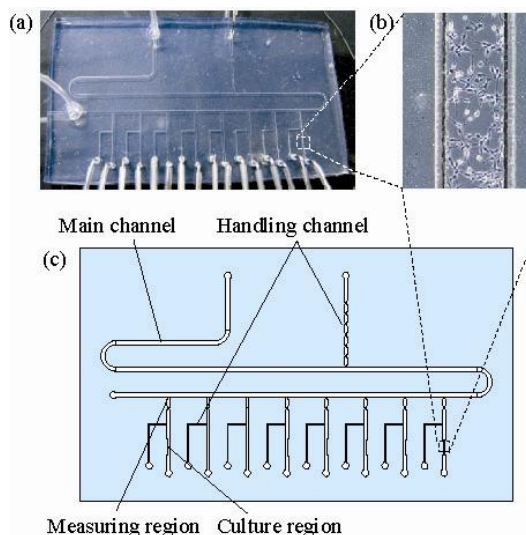 (a)
(b)
Main channel
Handling channel
(c)
Measuring region
Culture region